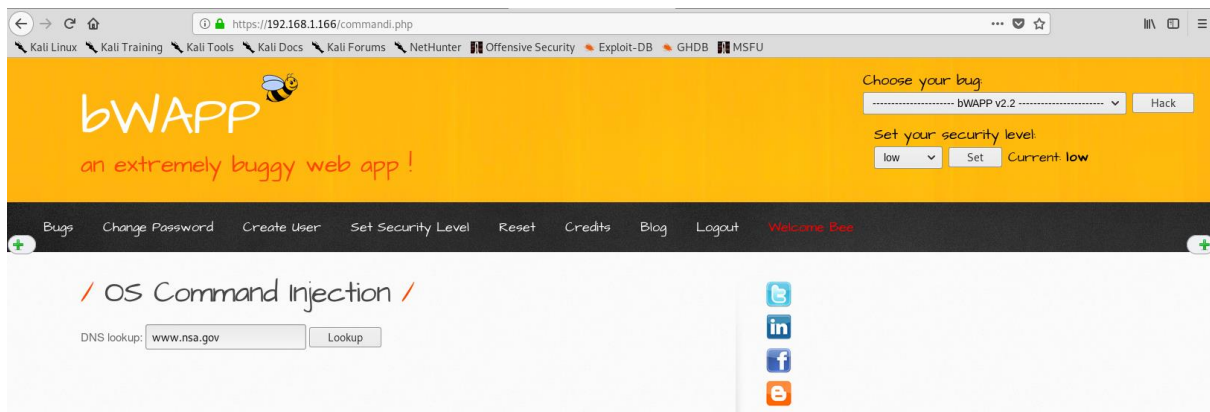 https://192.168.1.166/commandi.php
Kali Linux Kali Training Kali Tools Kali Docs Kali Forums NetHunter Offensive Security Exploit-DB GHDB MSFU
bWAPP
an extremely buggy web app !
Choose your bug:
---------------------- bWAPP v2.2 ---------------------- Hack
Set your security level:
low Set Current: low
Bugs Change Password Create User Set Security Level Reset Credits Blog Logout Welcome Bee
/ OS Command Injection /
DNS lookup: www.nsa.gov Lookup